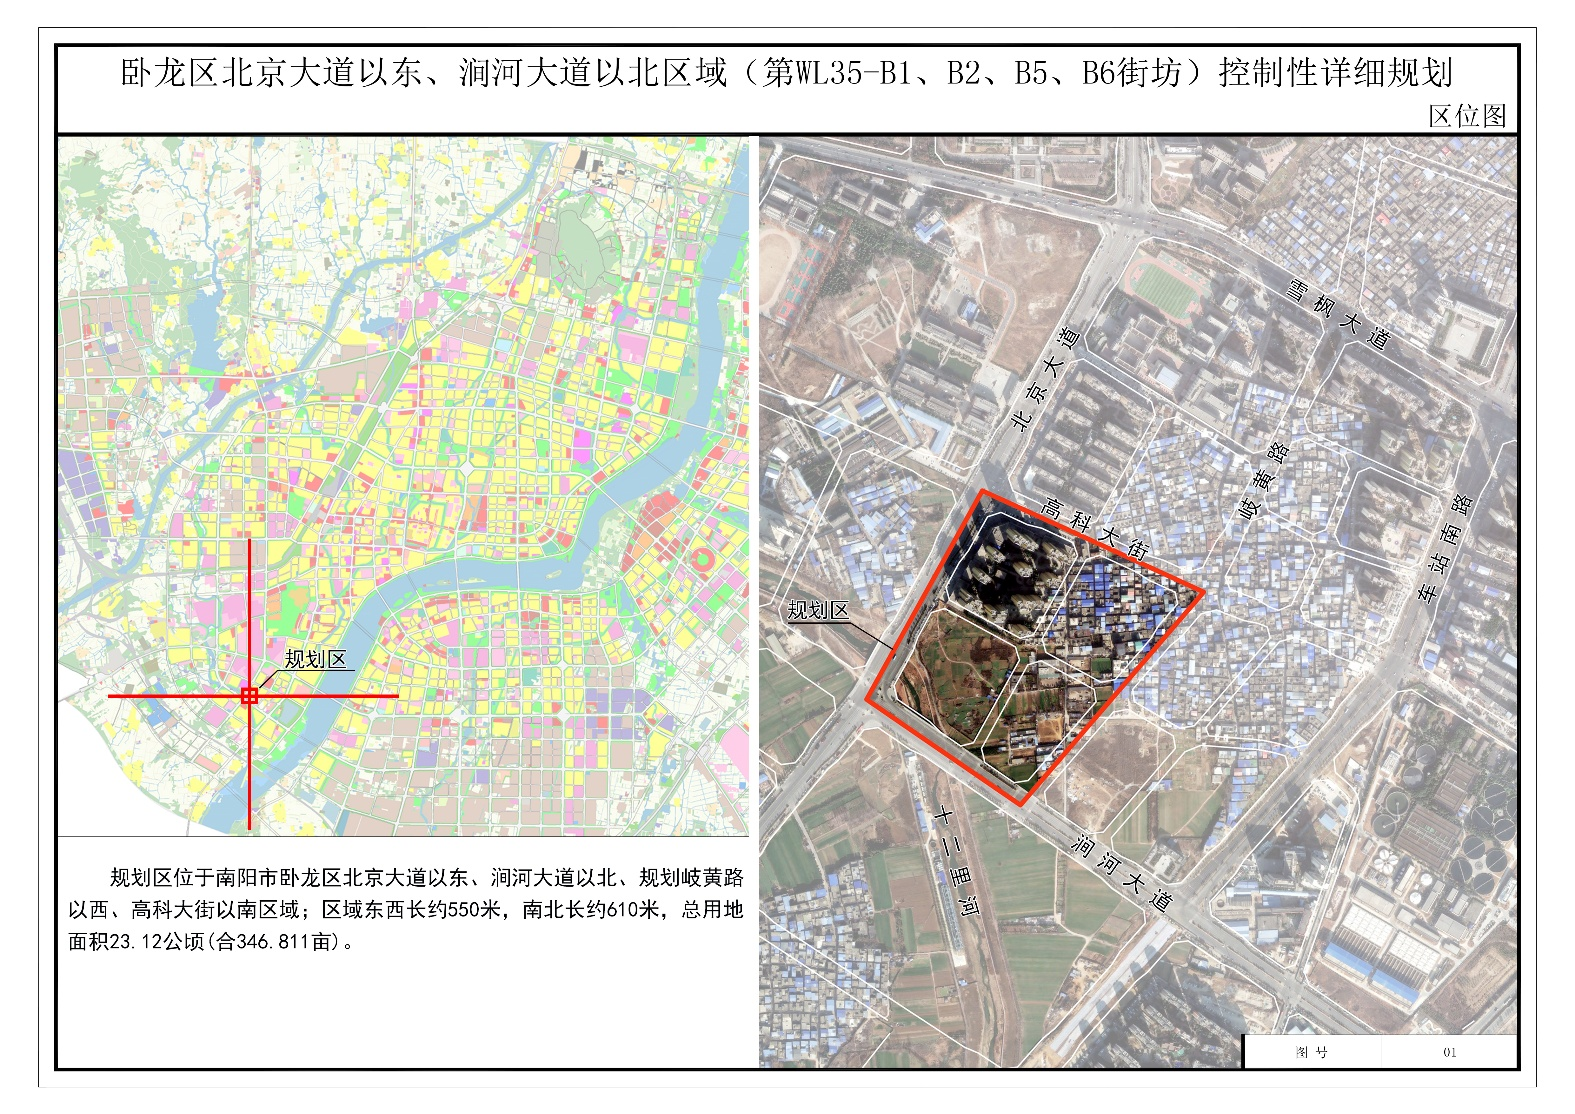 卧龙区北京大道以东、涧河大道以北区域（第WL35-B1、B2、B5、B6街坊）控制性详细规划
区位图
规划区
规划区位于南阳市卧龙区北京大道以东、涧河大道以北、规划岐黄路
以西、高科大街以南区域；区域东西长约550米，南北长约610米，总用地
面积23.12公顷(合346.811亩)。
雪枫大道
北京大道
岐黄路
高科大街
车站南路
规划区
十二里河
涧河大道
图号 01